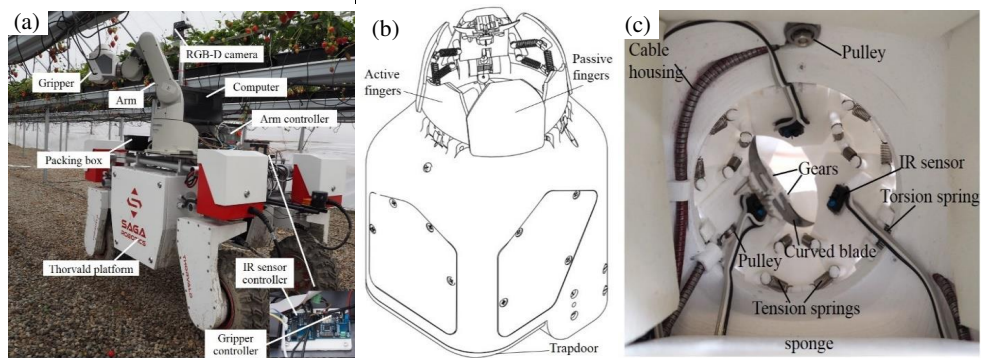 (a)
RGB-D camera
Gripper
Arm
Computer
Arm controller
Packing box
SAGA
ROBOTICS
Thorvald platform
THORVALD
IR sensor
controller
Gripper
controller
(b)
Active
fingers
Passive
fingers
Trapdoor
(c)
Cable
housing
Pulley
Gears
IR sensor
Torsion spring
Pulley
Curved blade
Tension springs
sponge